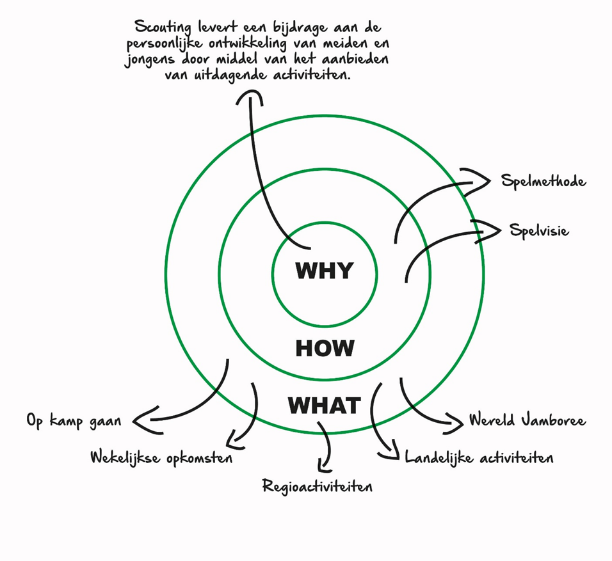 Scouting levert een bijdrage aan de
persoonlijke ontwikkeling van meiden en
jongens door middel van het aanbieden
van uitdagende activiteiten.
Spelmethode
Spelvisie
WHY
HOW
WHAT
Op kamp gaan
Wereld Jamboree
Wekelijkse opkomsten
Landelijke activiteiten
Regioactiviteiten